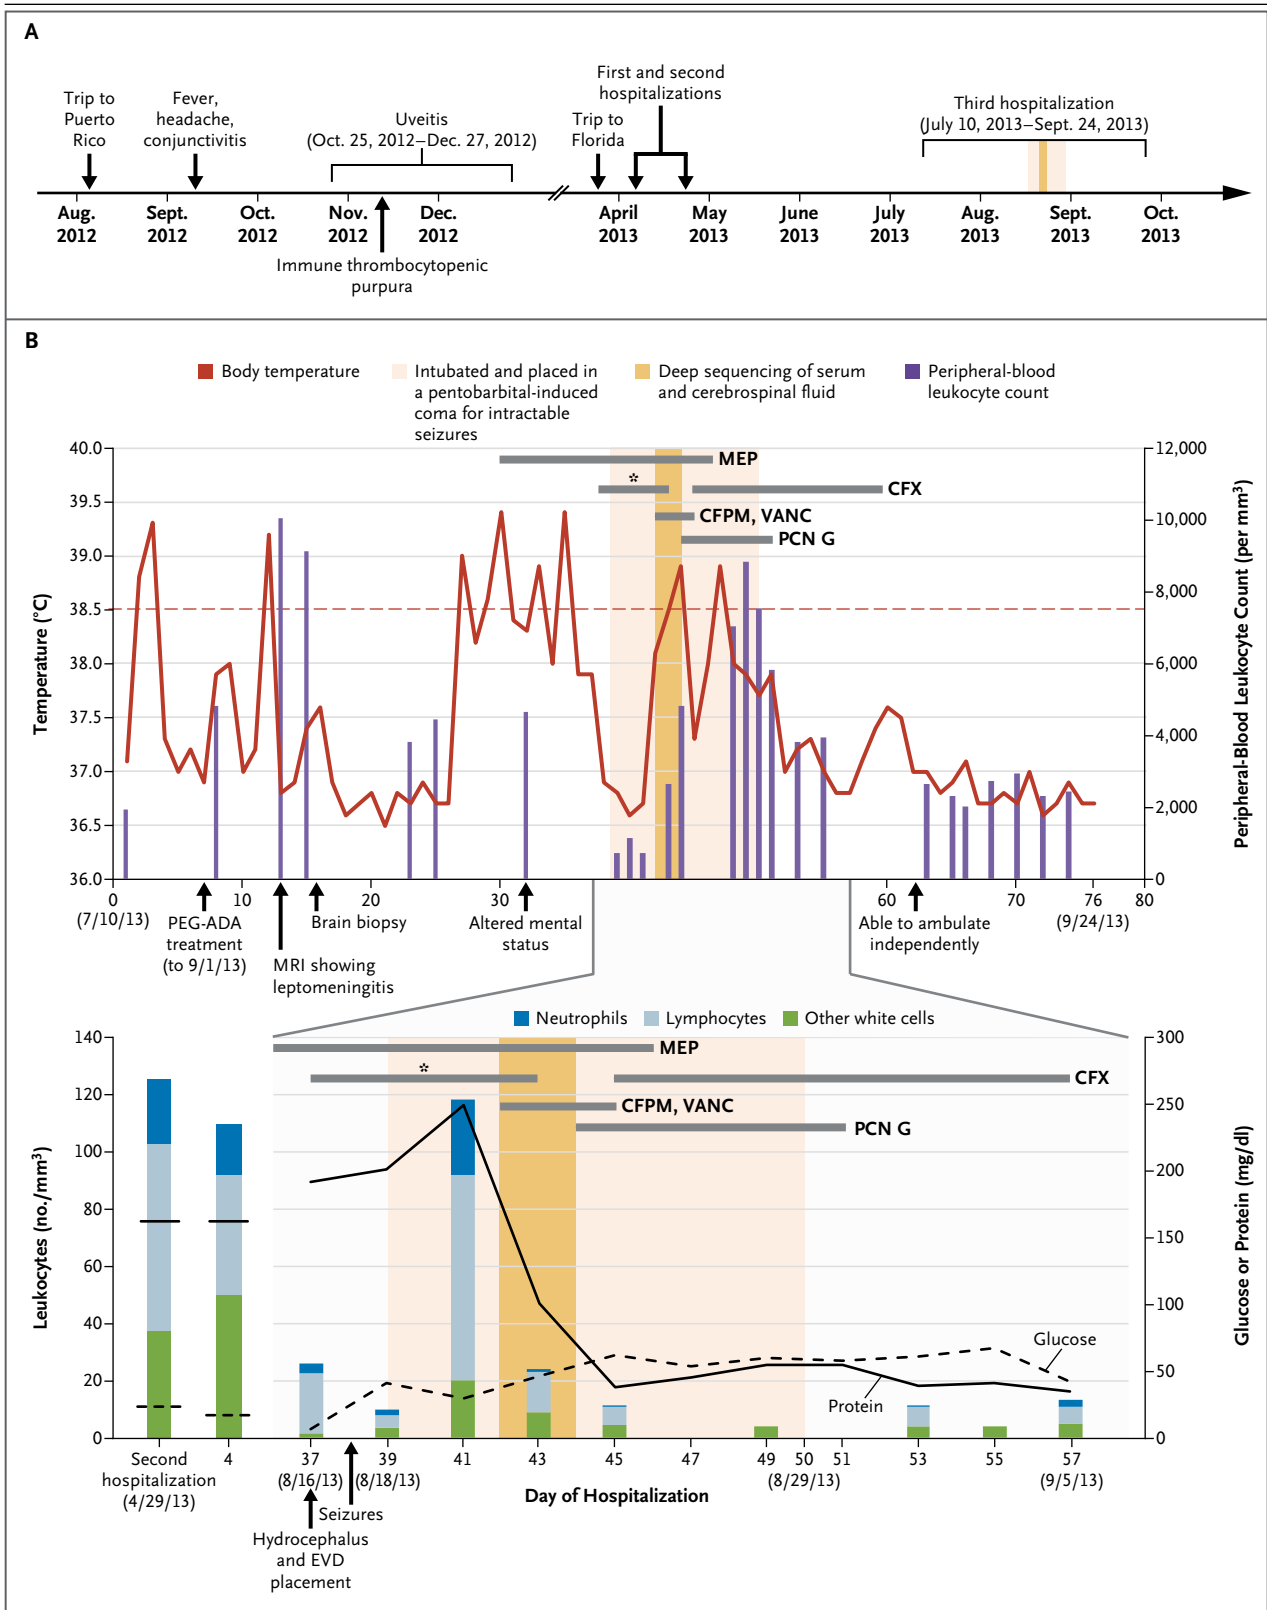 A
Trip to
Puerto
Rico
Fever,
headache,
conjunctivitis
Uveitis
(Oct. 25, 2012–Dec. 27, 2012)
Trip to
Florida
First and second
hospitalizations
Third hospitalization
(July 10, 2013–Sept. 24, 2013)
Aug.
2012
Sept.
2012
Oct.
2012
Nov.
2012
Dec.
2012
April
2013
May
2013
June
2013
July
2013
Aug.
2013
Sept.
2013
Oct.
2013
Immune thrombocytopenic
purpura
B
Body temperature
Intubated and placed in
a pentobarbital-induced
coma for intractable
seizures
Deep sequencing of serum
and cerebrospinal fluid
Peripheral-blood
leukocyte count
Temperature (°C)
40.0
39.5
39.0
38.5
38.0
37.5
37.0
36.5
36.0
MEP
*
CFX
CFPM, VANC
PCN G
12,000
10,000
8,000
6,000
4,000
2,000
0
Peripheral-Blood Leukocyte Count (per mm³)
0
(7/10/13)
10
20
30
60
70
76
(9/24/13)
80
PEG-ADA
treatment
(to 9/1/13)
MRI showing
leptomeningitis
Brain biopsy
Altered mental
status
Able to ambulate
independently
Neutrophils
Lymphocytes
Other white cells
Leukocytes (no./mm³)
140
120
100
80
60
40
20
0
MEP
*
CFX
CFPM, VANC
PCN G
Glucose
Protein
300
250
200
150
100
50
0
Glucose or Protein (mg/dl)
Second
hospitalization
(4/29/13)
4
37
(8/16/13)
39
(8/18/13)
41
43
45
47
49
50
(8/29/13)
51
53
55
57
(9/5/13)
Day of Hospitalization
Seizures
Hydrocephalus
and EVD
placement